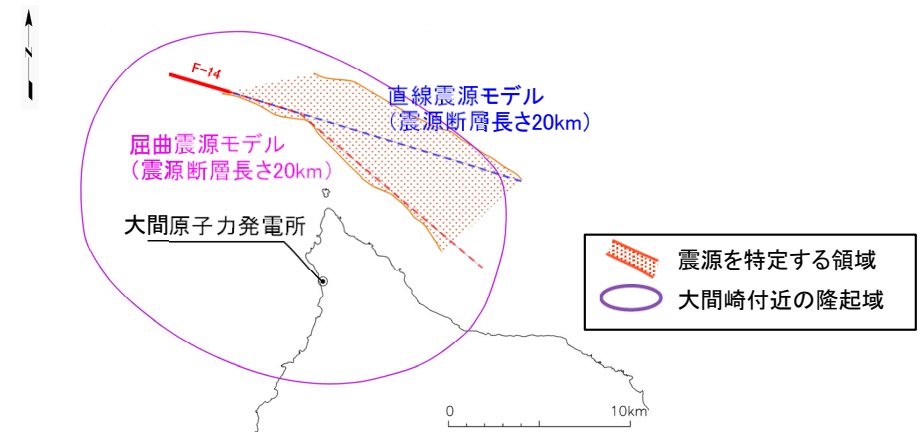 N
F-14
直線震源モデル
(震源断層長さ20km)
屈曲震源モデル
(震源断層長さ20km)
大間原子力発電所
震源を特定する領域
大間崎付近の隆起域
0 10km